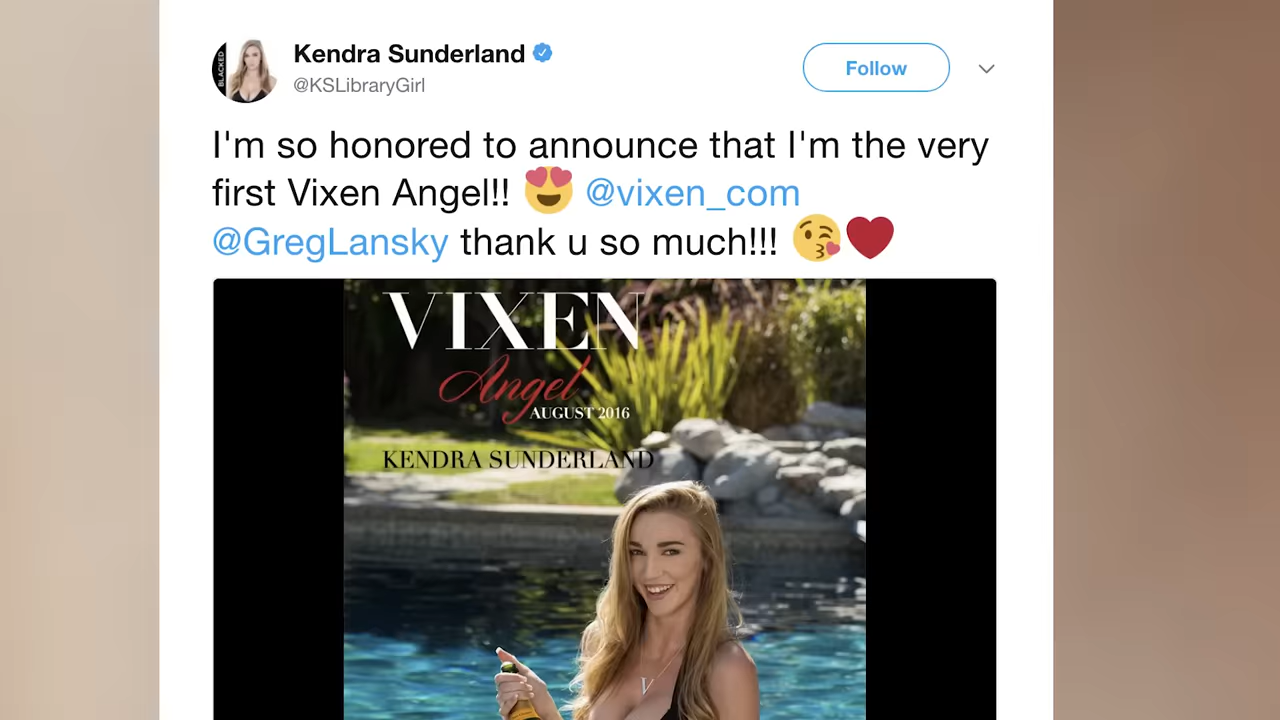 BLACKED
Kendra Sunderland
@KSLibraryGirl
Follow
I'm so honored to announce that I'm the very
first Vixen Angel!! 😍 @vixen_com
@GregLansky thank u so much!!! 😘❤️
VIXEN
Angel
AUGUST 2016
KENDRA SUNDERLAND
V